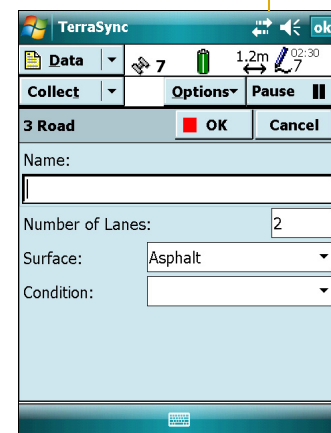 TerraSync ok
Data 7 1.2m 02:30 7
Collect Options Pause
3 Road OK Cancel
Name:
Number of Lanes: 2
Surface: Asphalt
Condition: